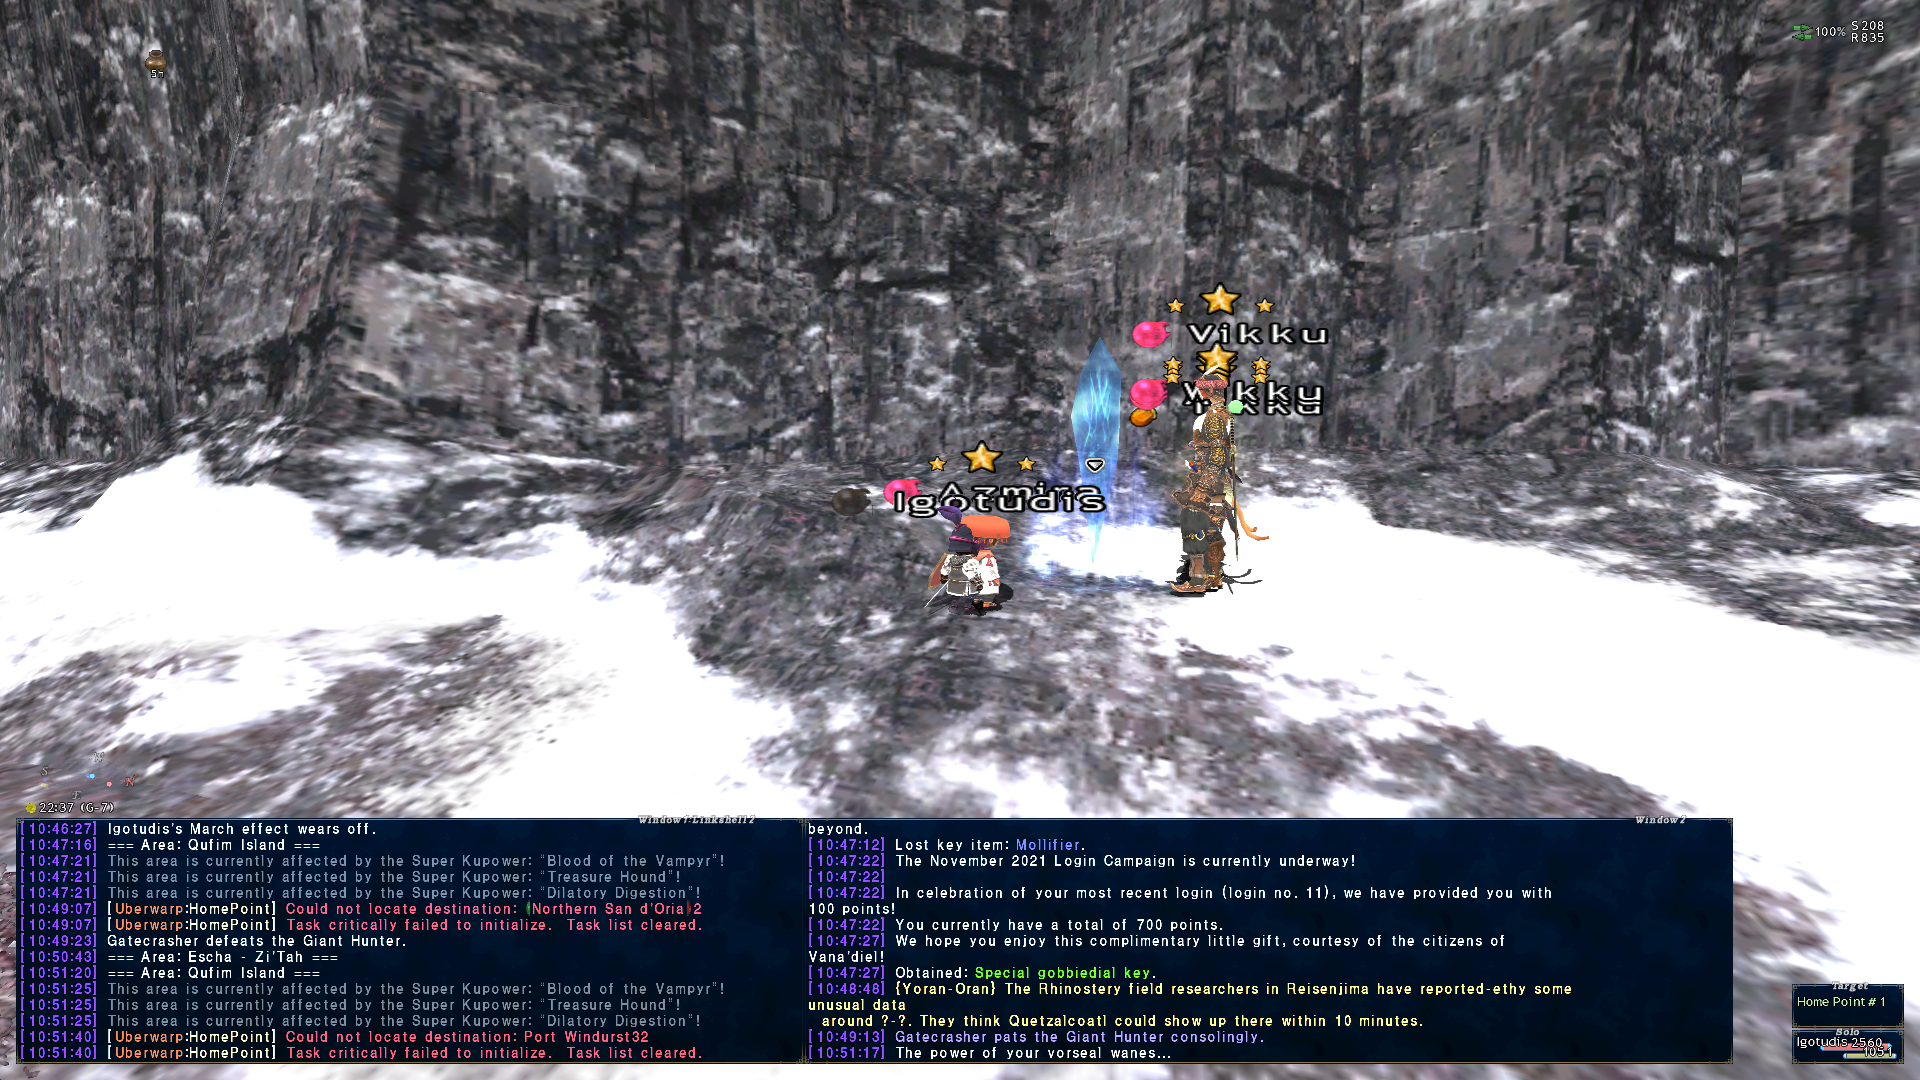 5h
100%
S 208
R 835
Vikku
kku
Igotudis
S
N
22:37 (G-7)
Window1:Linkshell2
[10:46:27] Igotudis's March effect wears off.
[10:47:16] === Area: Qufim Island ===
[10:47:21] This area is currently affected by the Super Kupower: “Blood of the Vampyr”!
[10:47:21] This area is currently affected by the Super Kupower: “Treasure Hound”!
[10:47:21] This area is currently affected by the Super Kupower: “Dilatory Digestion”!
[10:49:07] [Uberwarp:HomePoint] Could not locate destination: (Northern San d'Oria)2
[10:49:07] [Uberwarp:HomePoint] Task critically failed to initialize.  Task list cleared.
[10:49:23] Gatecrasher defeats the Giant Hunter.
[10:50:43] === Area: Escha - Zi'Tah ===
[10:51:20] === Area: Qufim Island ===
[10:51:25] This area is currently affected by the Super Kupower: “Blood of the Vampyr”!
[10:51:25] This area is currently affected by the Super Kupower: “Treasure Hound”!
[10:51:25] This area is currently affected by the Super Kupower: “Dilatory Digestion”!
[10:51:40] [Uberwarp:HomePoint] Could not locate destination: Port Windurst32
[10:51:40] [Uberwarp:HomePoint] Task critically failed to initialize.  Task list cleared.
Window2
beyond.
[10:47:12] Lost key item: Mollifier.
[10:47:22] The November 2021 Login Campaign is currently underway!
[10:47:22]
[10:47:22] In celebration of your most recent login (login no. 11), we have provided you with
100 points!
[10:47:22] You currently have a total of 700 points.
[10:47:27] We hope you enjoy this complimentary little gift, courtesy of the citizens of
Vana'diel!
[10:47:27] Obtained: Special gobbiedial key.
[10:48:48] {Yoran-Oran} The Rhinostery field researchers in Reisenjima have reported-ethy some
unusual data
around ?-?. They think Quetzalcoatl could show up there within 10 minutes.
[10:49:13] Gatecrasher pats the Giant Hunter consolingly.
[10:51:17] The power of your vorseal wanes...
Target
Home Point # 1
Solo
Igotudis 2560
1051